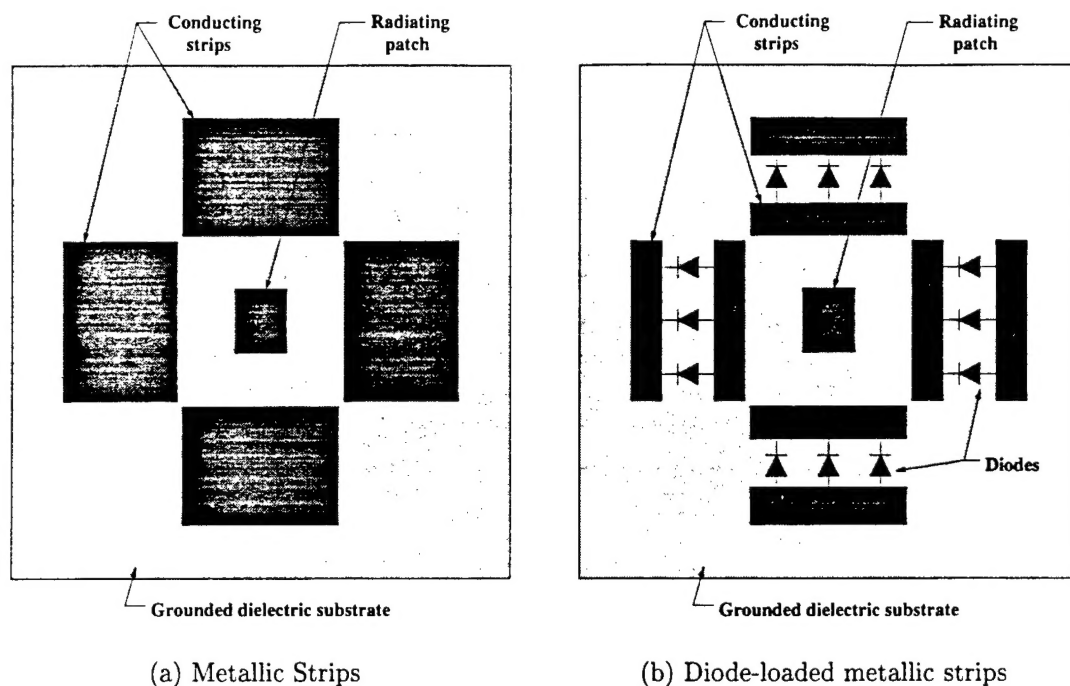 Conducting
strips
Radiating
patch
Grounded dielectric substrate
(a) Metallic Strips
Conducting
strips
Radiating
patch
Diodes
Grounded dielectric substrate
(b) Diode-loaded metallic strips